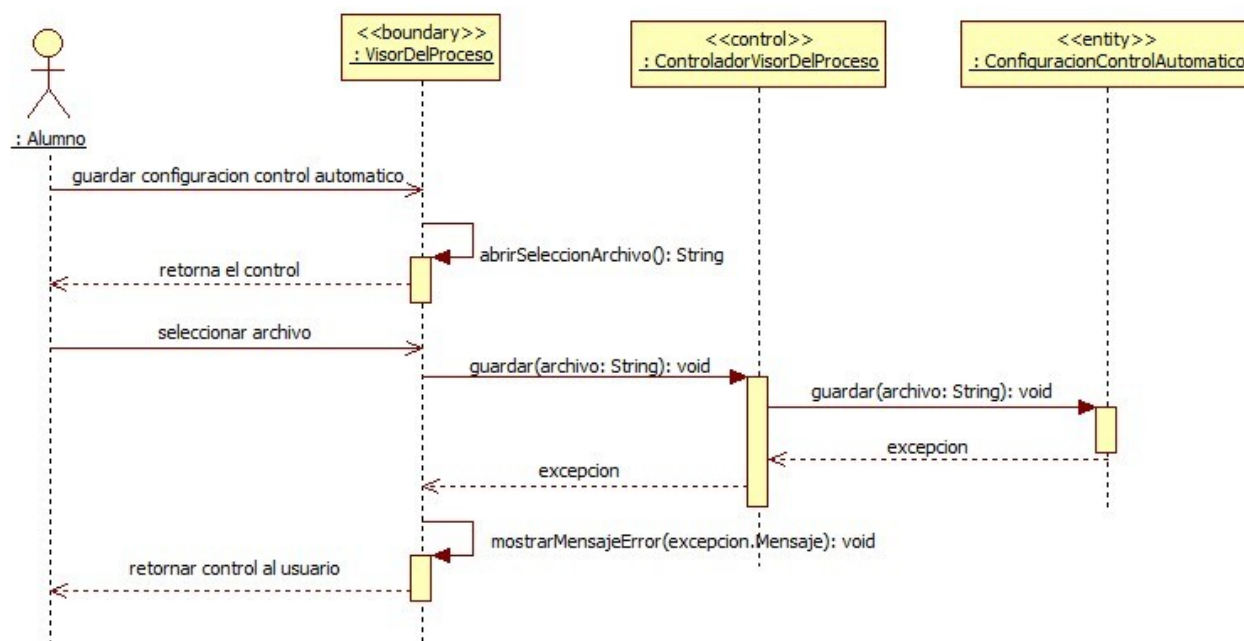 <<boundary>>
: VisorDelProceso
<<control>>
: ControladorVisorDelProceso
<<entity>>
: ConfiguracionControlAutomatico
: Alumno
guardar configuracion control automatico
abrirSeleccionArchivo(): String
retorna el control
seleccionar archivo
guardar(archivo: String): void
guardar(archivo: String): void
excepcion
excepcion
mostrarMensajeError(excepcion.Mensaje): void
retornar control al usuario